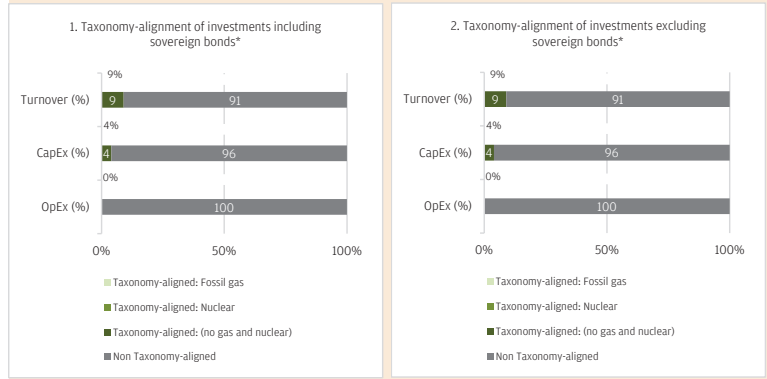 1. Taxonomy-alignment of investments including
sovereign bonds*
9%
Turnover (%)
9
91
4%
CapEx (%)
4
96
0%
OpEx (%)
100
0%
50%
100%
Taxonomy-aligned: Fossil gas
Taxonomy-aligned: Nuclear
Taxonomy-aligned: (no gas and nuclear)
Non Taxonomy-aligned
2. Taxonomy-alignment of investments excluding
sovereign bonds*
9%
Turnover (%)
9
91
4%
CapEx (%)
4
96
0%
OpEx (%)
100
0%
50%
100%
Taxonomy-aligned: Fossil gas
Taxonomy-aligned: Nuclear
Taxonomy-aligned: (no gas and nuclear)
Non Taxonomy-aligned